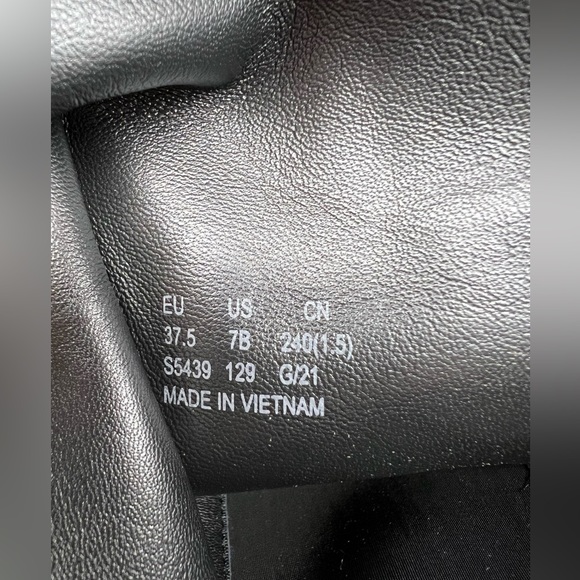 EU US CN
37.5 7B 240(1.5)
S5439 129 G/21
MADE IN VIETNAM